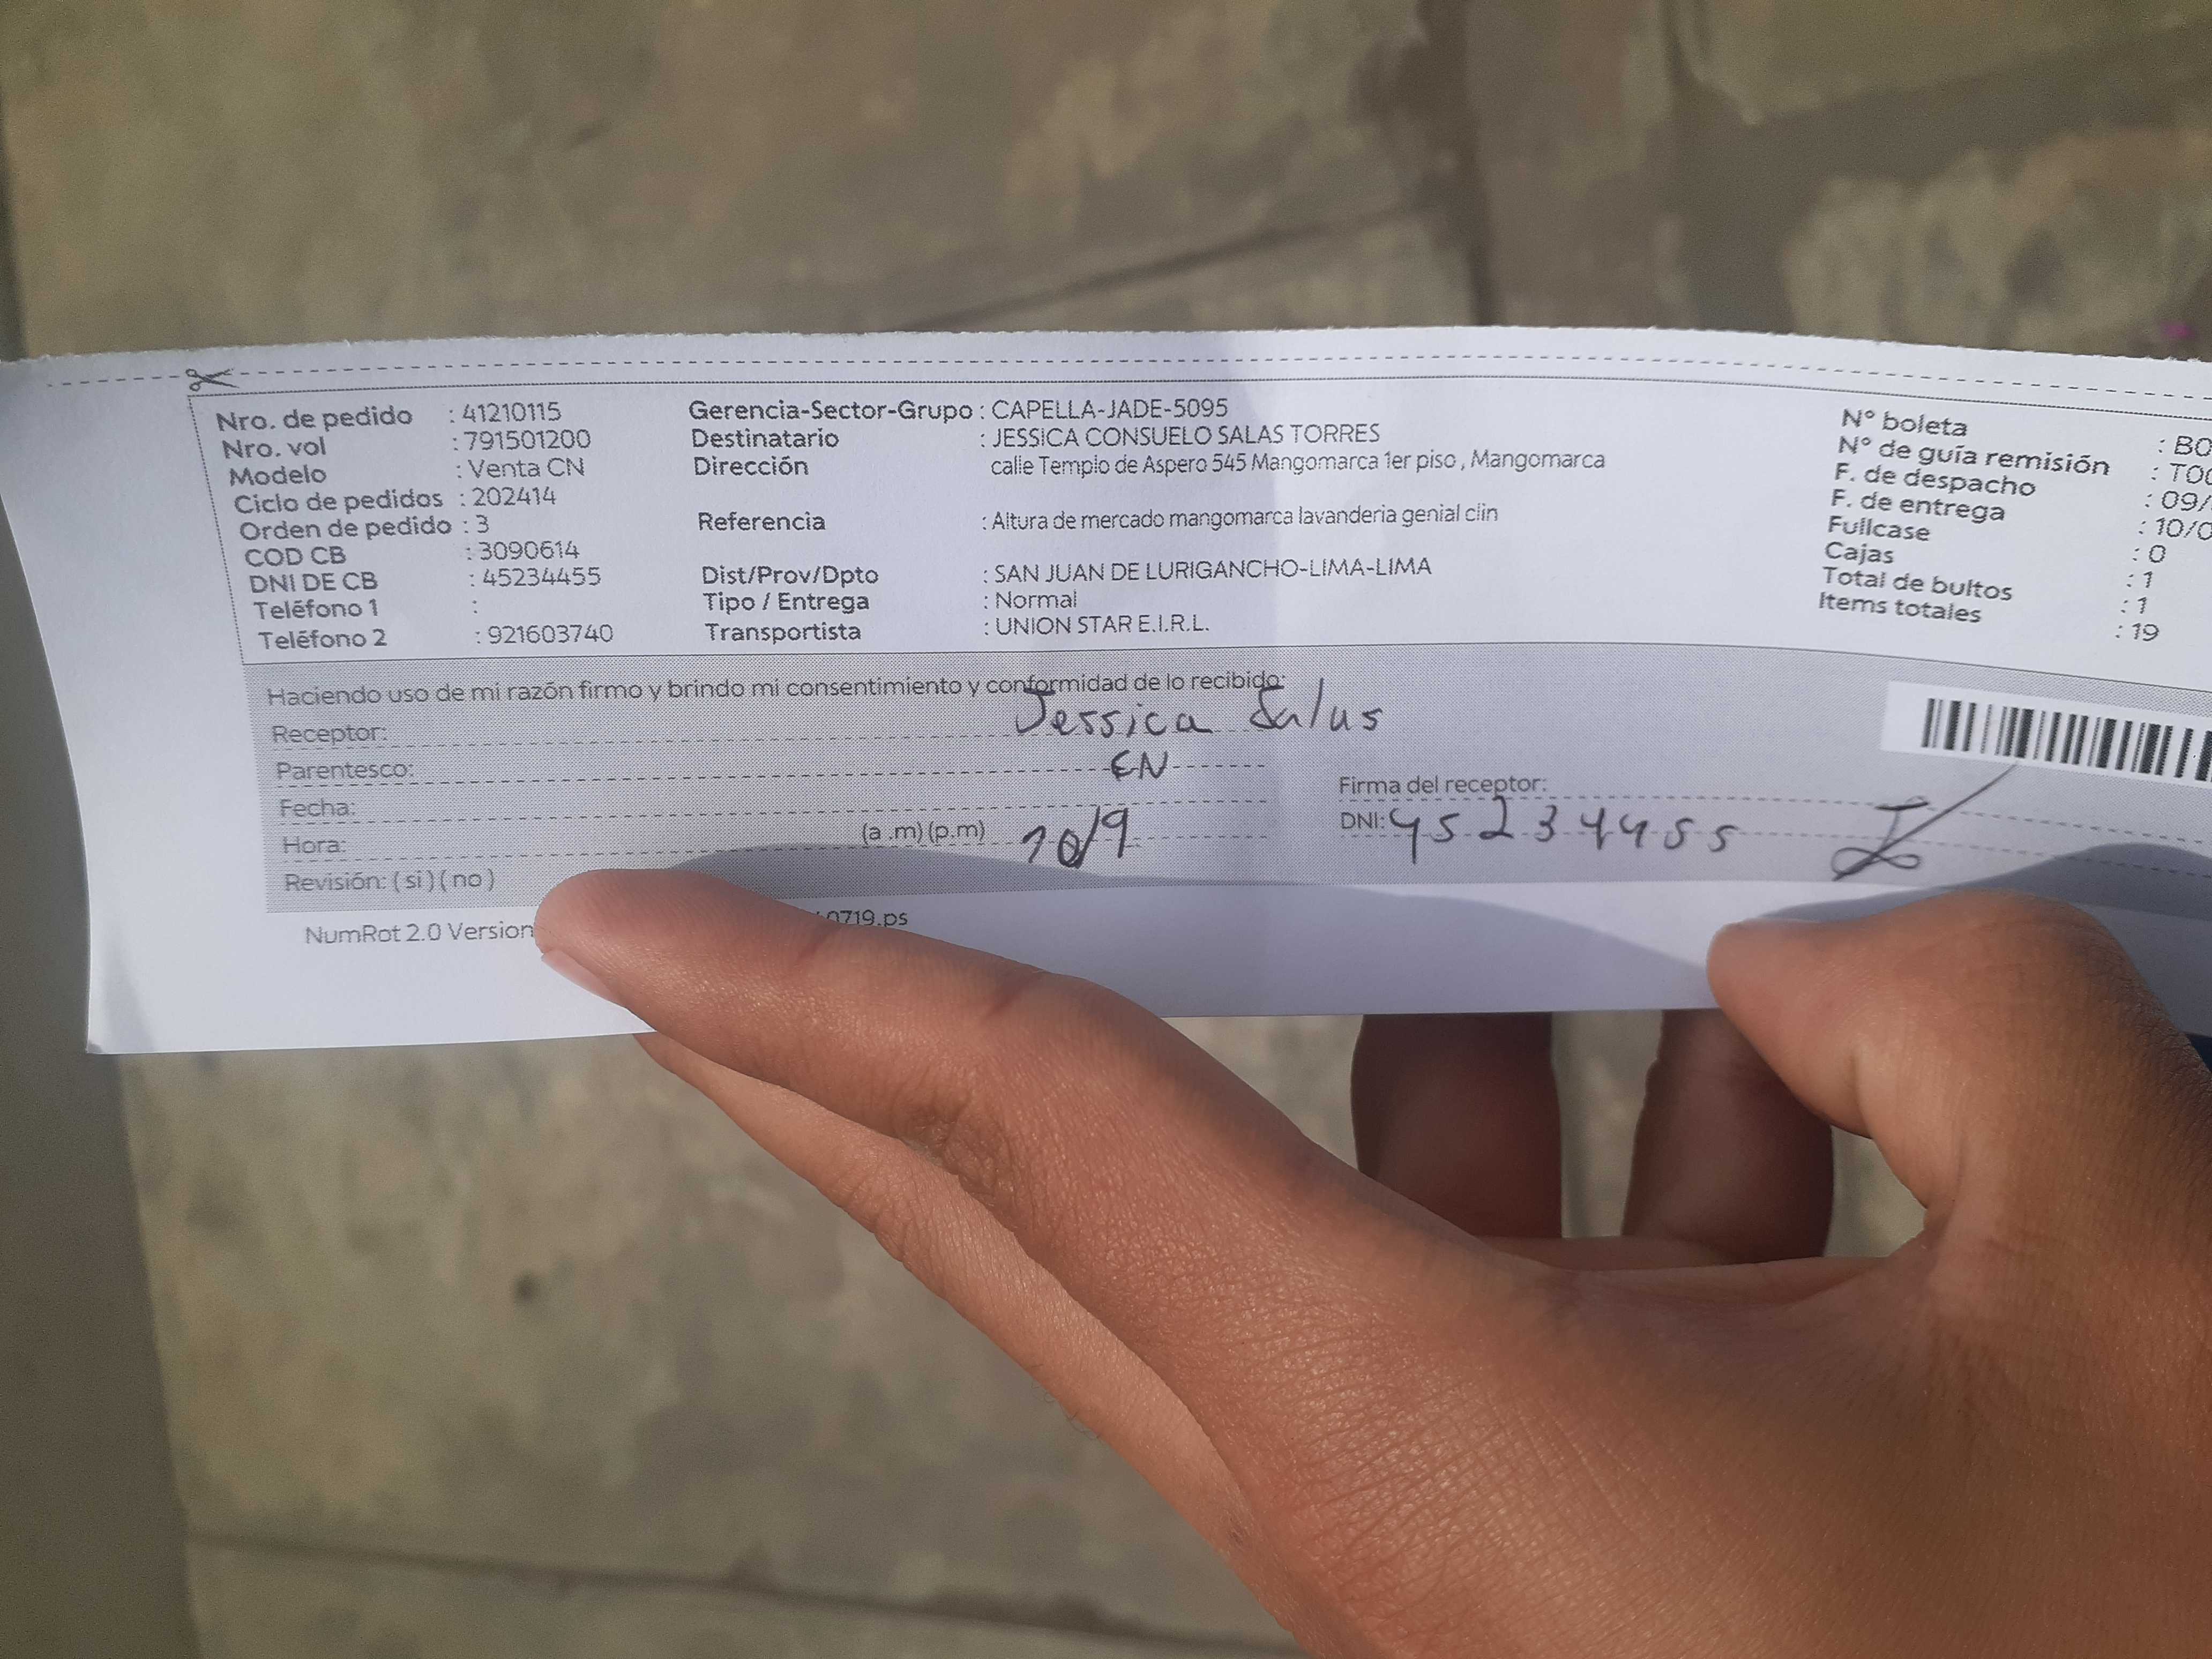 Nro. de pedido : 41210115
Nro. vol : 791501200
Modelo : Venta CN
Ciclo de pedidos : 202414
Orden de pedido : 3
COD CB : 3090614
DNI DE CB : 45234455
Teléfono 1 :
Teléfono 2 : 921603740
Gerencia-Sector-Grupo : CAPELLA-JADE-5095
Destinatario : JESSICA CONSUELO SALAS TORRES
Dirección calle Templo de Aspero 545 Mangomarca 1er piso , Mangomarca
Referencia : Altura de mercado mangomarca lavanderia genial clin
Dist/Prov/Dpto : SAN JUAN DE LURIGANCHO-LIMA-LIMA
Tipo / Entrega : Normal
Transportista : UNION STAR E.I.R.L.
N° boleta : BO
N° de guía remisión : TOO
F. de despacho : 09/
F. de entrega : 10/0
Fullcase : 0
Cajas : 1
Total de bultos : 1
Items totales : 19
Haciendo uso de mi razón firmo y brindo mi consentimiento y conformidad de lo recibido:
Receptor: Jessica Salas
Parentesco: CN
Fecha:
Hora: (a .m) (p.m) 10/9
Revisión: ( si ) ( no )
Firma del receptor:
DNI: 45234455
NumRot 2.0 Version 0719.ps